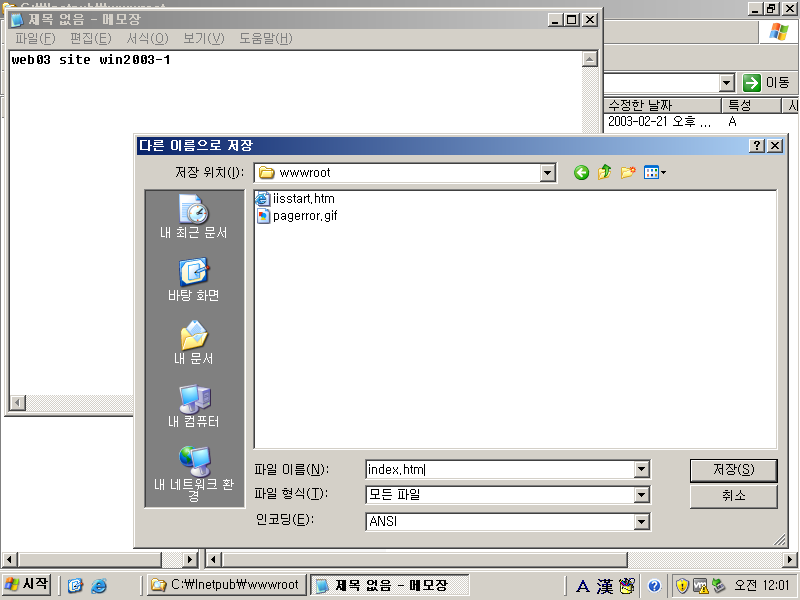 제목 없음 - 메모장
파일(F) 편집(E) 서식(O) 보기(V) 도움말(H)
web03 site win2003-1
이동
수정한 날짜 특성 시
2003-02-21 오후 ... A
다른 이름으로 저장
저장 위치(I): wwwroot
iisstart.htm
pagerror.gif
내 최근 문서
바탕 화면
내 문서
내 컴퓨터
내 네트워크 환
경
파일 이름(N): index.htm
저장(S)
파일 형식(T): 모든 파일
취소
인코딩(E): ANSI
시작 C:\Inetpub\wwwroot 제목 없음 - 메모장 A 漢 오전 12:01